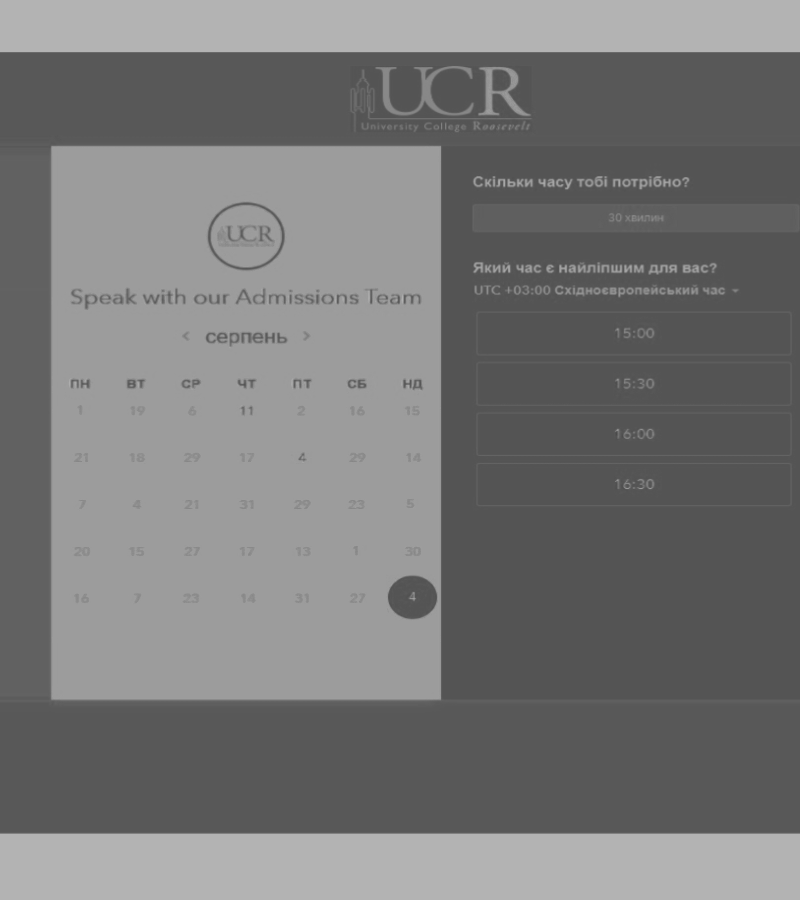 UCR
University College Roosevelt
UCR
Speak with our Admissions Team
< серпень >
ПН ВТ СР ЧТ ПТ СБ НД
1 19 6 11 2 16 15
21 18 29 17 4 29 14
7 4 21 31 29 23 5
20 15 27 17 13 1 30
16 7 23 14 31 27 4
Скільки часу тобі потрібно?
30 хвилин
Який час є найліпшим для вас?
UTC +03:00 Східноєвропейський час
15:00
15:30
16:00
16:30